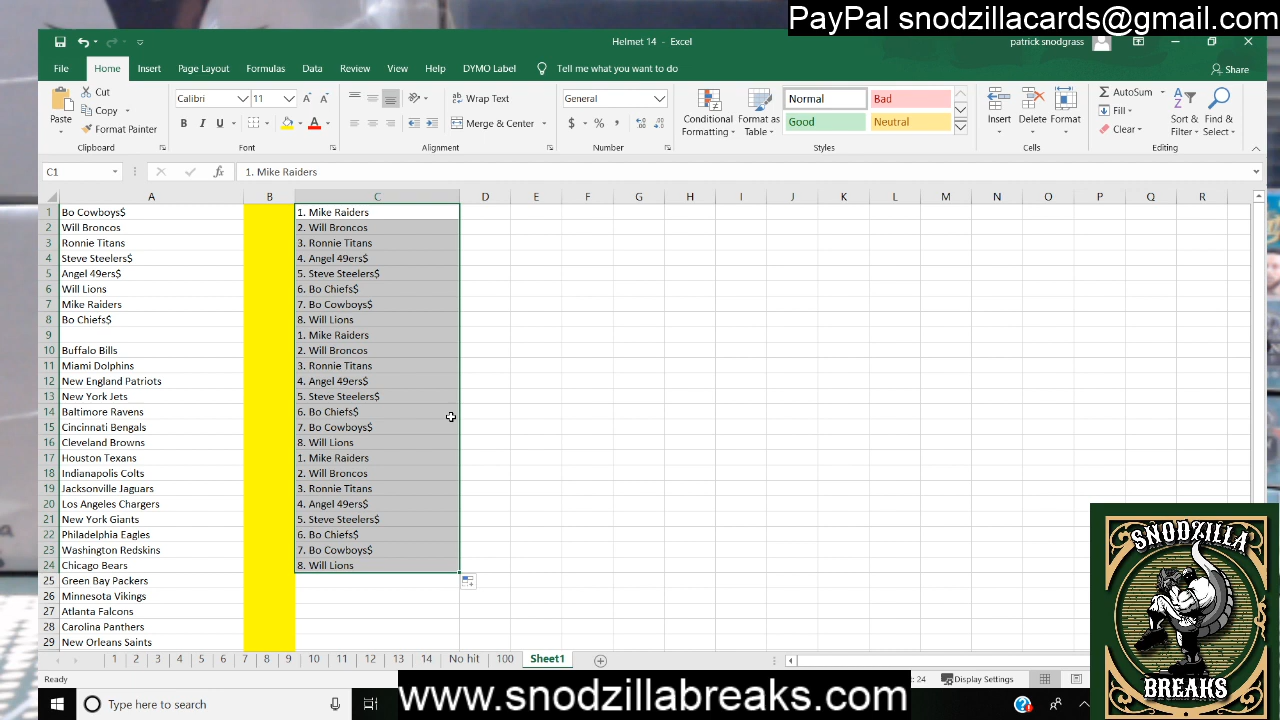 PayPal snodzillacards@gmail.com
Helmet 14 - Excel
patrick snodgrass
File Home Insert Page Layout Formulas Data Review View Help DYMO Label Tell me what you want to do Share
Paste
Cut
Copy
Format Painter
Clipboard
Calibri 11
B I U
Font
Wrap Text
Merge & Center
Alignment
General
$ % ,
Number
Conditional Formatting
Format as Table
Normal Bad
Good Neutral
Styles
Insert Delete Format
Cells
AutoSum
Fill
Clear
Sort & Filter
Find & Select
Editing
C1 fx 1. Mike Raiders
A B C D E F G H I J K L M N O P Q R
1 Bo Cowboys$ 1. Mike Raiders
2 Will Broncos 2. Will Broncos
3 Ronnie Titans 3. Ronnie Titans
4 Steve Steelers$ 4. Angel 49ers$
5 Angel 49ers$ 5. Steve Steelers$
6 Will Lions 6. Bo Chiefs$
7 Mike Raiders 7. Bo Cowboys$
8 Bo Chiefs$ 8. Will Lions
9 1. Mike Raiders
10 Buffalo Bills 2. Will Broncos
11 Miami Dolphins 3. Ronnie Titans
12 New England Patriots 4. Angel 49ers$
13 New York Jets 5. Steve Steelers$
14 Baltimore Ravens 6. Bo Chiefs$
15 Cincinnati Bengals 7. Bo Cowboys$
16 Cleveland Browns 8. Will Lions
17 Houston Texans 1. Mike Raiders
18 Indianapolis Colts 2. Will Broncos
19 Jacksonville Jaguars 3. Ronnie Titans
20 Los Angeles Chargers 4. Angel 49ers$
21 New York Giants 5. Steve Steelers$
22 Philadelphia Eagles 6. Bo Chiefs$
23 Washington Redskins 7. Bo Cowboys$
24 Chicago Bears 8. Will Lions
25 Green Bay Packers
26 Minnesota Vikings
27 Atlanta Falcons
28 Carolina Panthers
29 New Orleans Saints
1 2 3 4 5 6 7 8 9 10 11 12 13 14 No hit 100 Sheet1
Ready : 24 Display Settings
Type here to search
www.snodzillabreaks.com
SNODZILLA
BREAKS